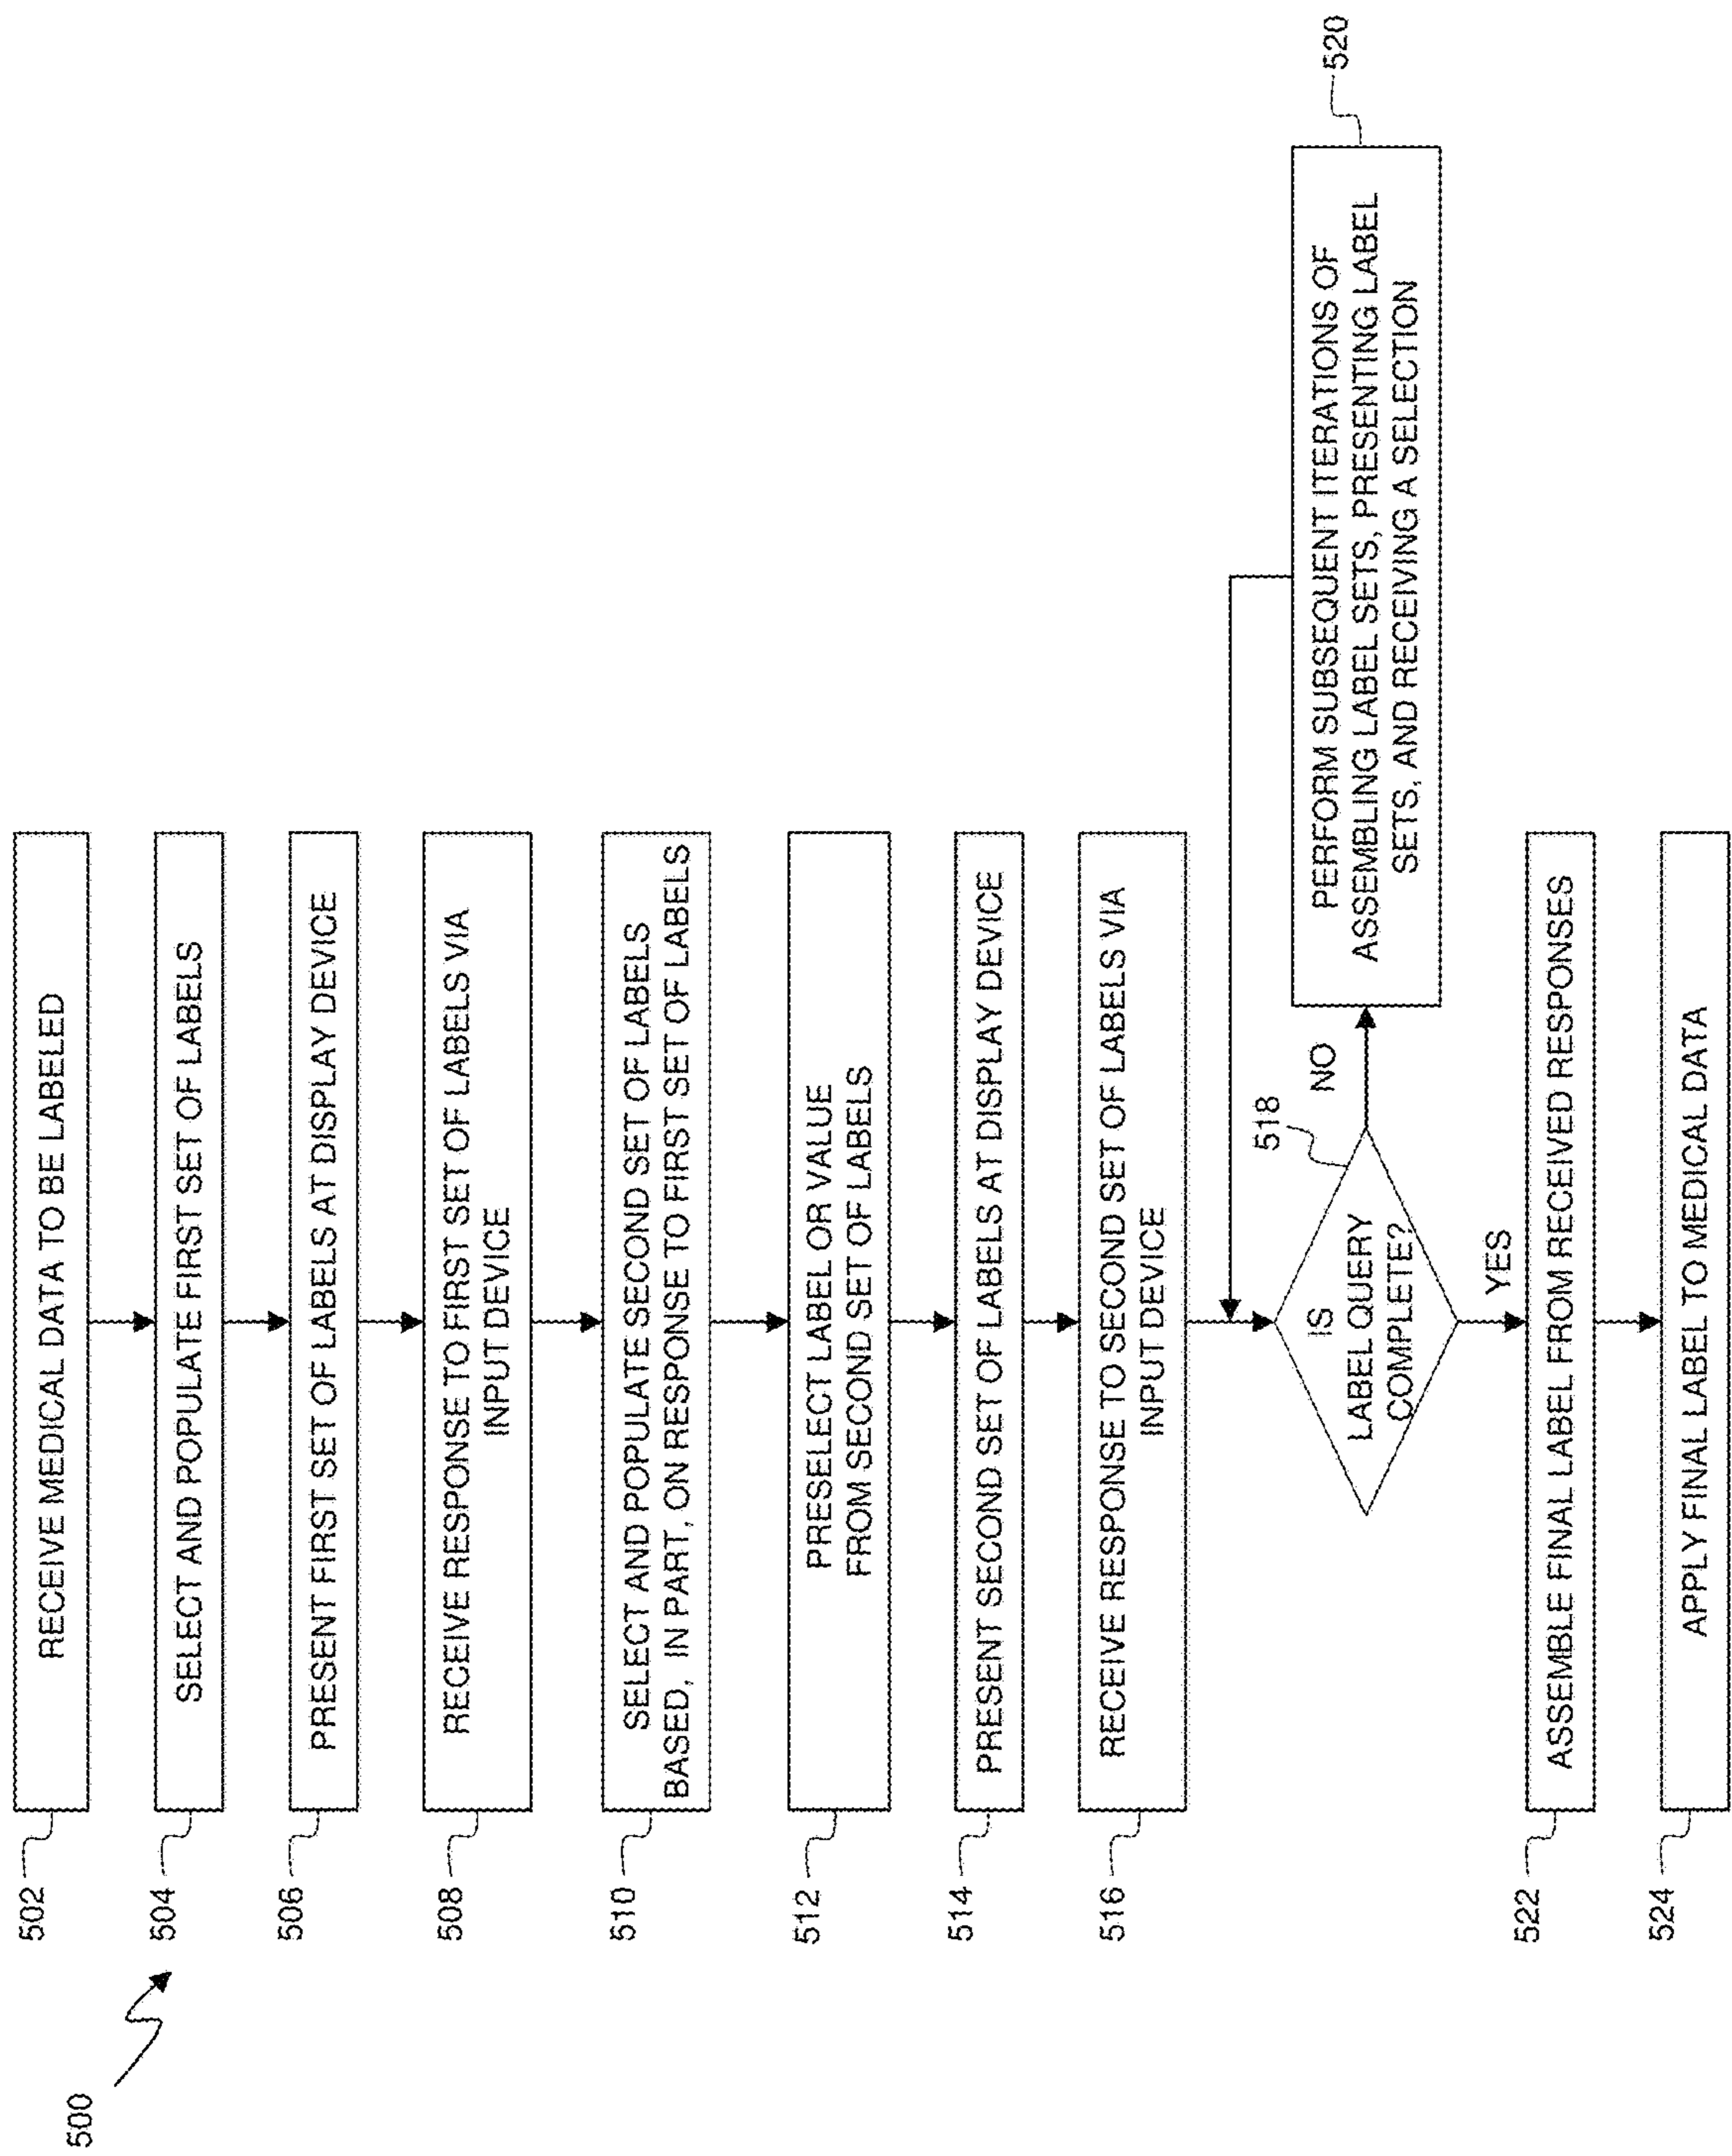 500
502
RECEIVE MEDICAL DATA TO BE LABELED
504
SELECT AND POPULATE FIRST SET OF LABELS
506
PRESENT FIRST SET OF LABELS AT DISPLAY DEVICE
508
RECEIVE RESPONSE TO FIRST SET OF LABELS VIA
INPUT DEVICE
510
SELECT AND POPULATE SECOND SET OF LABELS
BASED, IN PART, ON RESPONSE TO FIRST SET OF LABELS
512
PRESELECT LABEL OR VALUE
FROM SECOND SET OF LABELS
514
PRESENT SECOND SET OF LABELS AT DISPLAY DEVICE
516
RECEIVE RESPONSE TO SECOND SET OF LABELS VIA
INPUT DEVICE
518
IS
LABEL QUERY
COMPLETE?
NO
520
PERFORM SUBSEQUENT ITERATIONS OF
ASSEMBLING LABEL SETS, PRESENTING LABEL
SETS, AND RECEIVING A SELECTION
YES
522
ASSEMBLE FINAL LABEL FROM RECEIVED RESPONSES
524
APPLY FINAL LABEL TO MEDICAL DATA